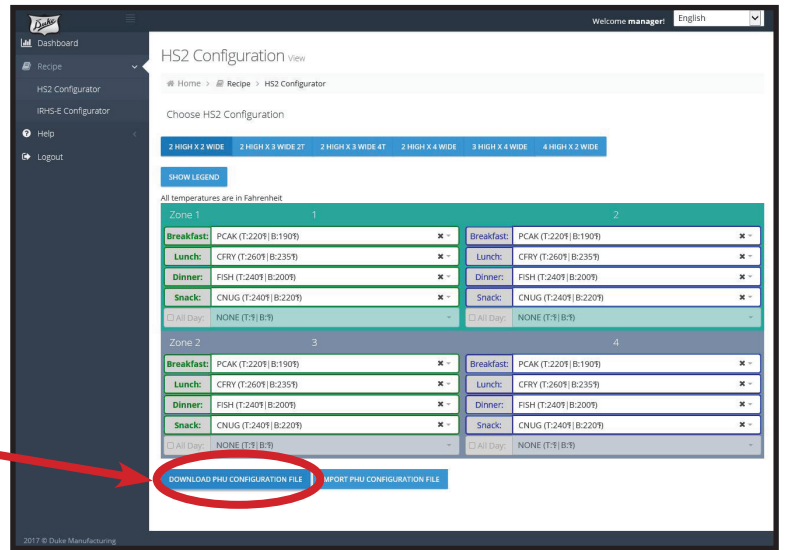 Duke
Welcome manager! English
Dashboard
Recipe
HS2 Configurator
IRHS-E Configurator
Help
Logout
HS2 Configuration View
Home > Recipe > HS2 Configurator
Choose HS2 Configuration
2 HIGH X 2 WIDE 2 HIGH X 3 WIDE 2T 2 HIGH X 3 WIDE 4T 2 HIGH X 4 WIDE 3 HIGH X 4 WIDE 4 HIGH X 2 WIDE
SHOW LEGEND
All temperatures are in Fahrenheit
Zone 1 1 2
Breakfast: PCAK (T:220°F|B:190°F) Breakfast: PCAK (T:220°F|B:190°F)
Lunch: CFRY (T:260°F|B:235°F) Lunch: CFRY (T:260°F|B:235°F)
Dinner: FISH (T:240°F|B:200°F) Dinner: FISH (T:240°F|B:200°F)
Snack: CNUG (T:240°F|B:220°F) Snack: CNUG (T:240°F|B:220°F)
All Day: NONE (T:°F|B:°F) All Day: NONE (T:°F|B:°F)
Zone 2 3 4
Breakfast: PCAK (T:220°F|B:190°F) Breakfast: PCAK (T:220°F|B:190°F)
Lunch: CFRY (T:260°F|B:235°F) Lunch: CFRY (T:260°F|B:235°F)
Dinner: FISH (T:240°F|B:200°F) Dinner: FISH (T:240°F|B:200°F)
Snack: CNUG (T:240°F|B:220°F) Snack: CNUG (T:240°F|B:220°F)
All Day: NONE (T:°F|B:°F) All Day: NONE (T:°F|B:°F)
DOWNLOAD PHU CONFIGURATION FILE IMPORT PHU CONFIGURATION FILE
2017 © Duke Manufacturing